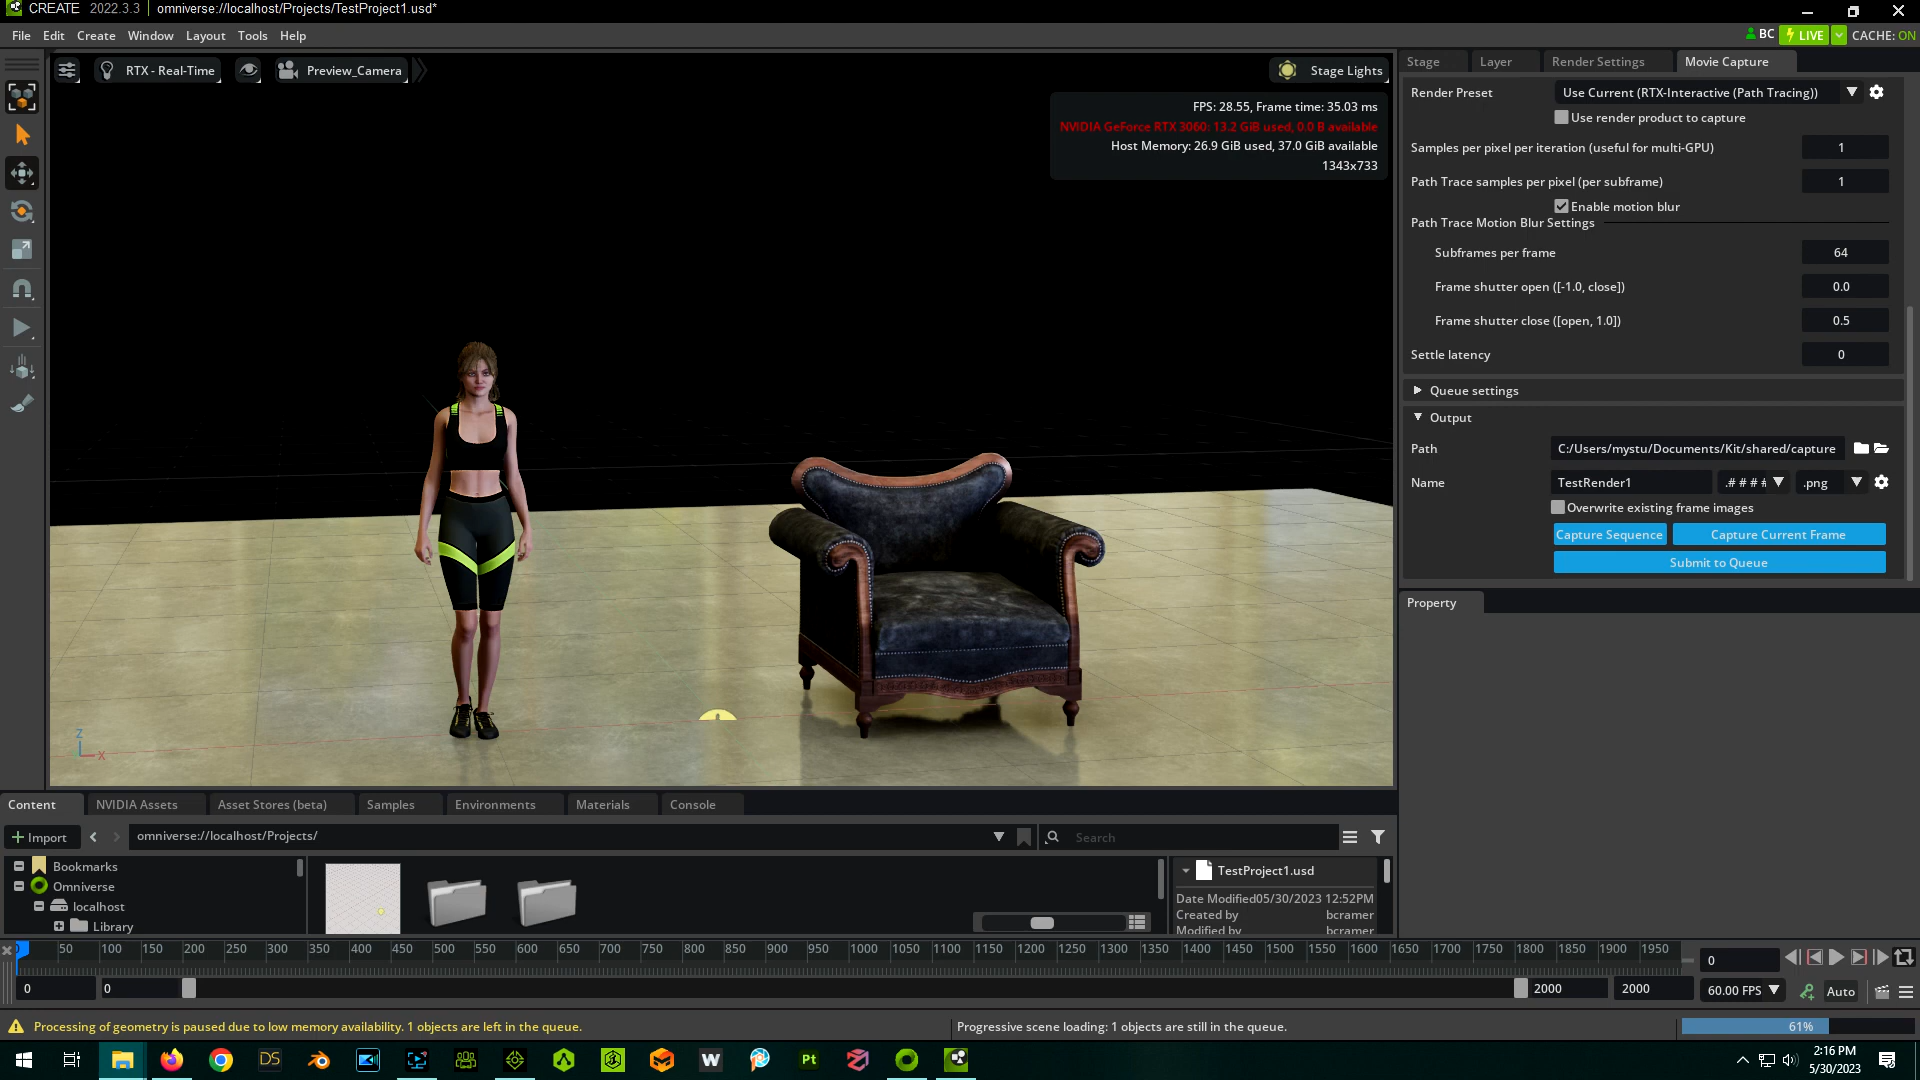 CREATE 2022.3.3 omniverse://localhost/Projects/TestProject1.usd*
File Edit Create Window Layout Tools Help
BC LIVE CACHE: ON
RTX - Real-Time Preview_Camera Stage Lights
FPS: 28.55, Frame time: 35.03 ms
NVIDIA GeForce RTX 3060: 13.2 GiB used, 0.0 B available
Host Memory: 26.9 GiB used, 37.0 GiB available
1343x733
Z
X
Stage Layer Render Settings Movie Capture
Render Preset Use Current (RTX-Interactive (Path Tracing))
Use render product to capture
Samples per pixel per iteration (useful for multi-GPU) 1
Path Trace samples per pixel (per subframe) 1
Enable motion blur
Path Trace Motion Blur Settings
Subframes per frame 64
Frame shutter open ([-1.0, close]) 0.0
Frame shutter close ([open, 1.0]) 0.5
Settle latency 0
Queue settings
Output
Path C:/Users/mystu/Documents/Kit/shared/capture
Name TestRender1 .#### .png
Overwrite existing frame images
Capture Sequence Capture Current Frame
Submit to Queue
Property
Content NVIDIA Assets Asset Stores (beta) Samples Environments Materials Console
+ Import omniverse://localhost/Projects/ Search
Bookmarks
Omniverse
localhost
Library
TestProject1.usd
Date Modified 05/30/2023 12:52PM
Created by bcramer
Modified by bcramer
50 100 150 200 250 300 350 400 450 500 550 600 650 700 750 800 850 900 950 1000 1050 1100 1150 1200 1250 1300 1350 1400 1450 1500 1550 1600 1650 1700 1750 1800 1850 1900 1950
0
0 0 2000 2000 60.00 FPS Auto
Processing of geometry is paused due to low memory availability. 1 objects are left in the queue.
Progressive scene loading: 1 objects are still in the queue.
61%
DS W Pt
2:16 PM
5/30/2023